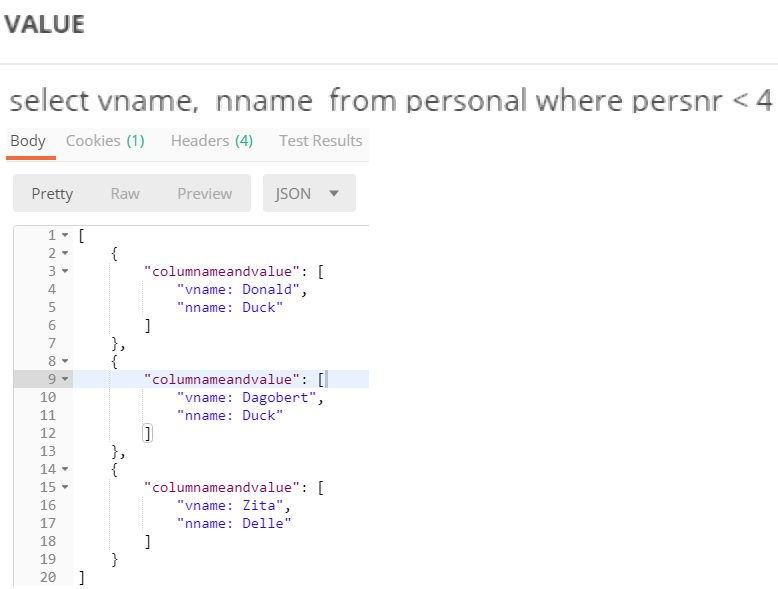 VALUE
select vname, nname from personal where persnr < 4
Body Cookies (1) Headers (4) Test Results
Pretty Raw Preview JSON
1 [
2 {
3 "columnameandvalue": [
4 "vname: Donald",
5 "nname: Duck"
6 ]
7 },
8 {
9 "columnameandvalue": [
10 "vname: Dagobert",
11 "nname: Duck"
12 ]
13 },
14 {
15 "columnameandvalue": [
16 "vname: Zita",
17 "nname: Delle"
18 ]
19 }
20 ]